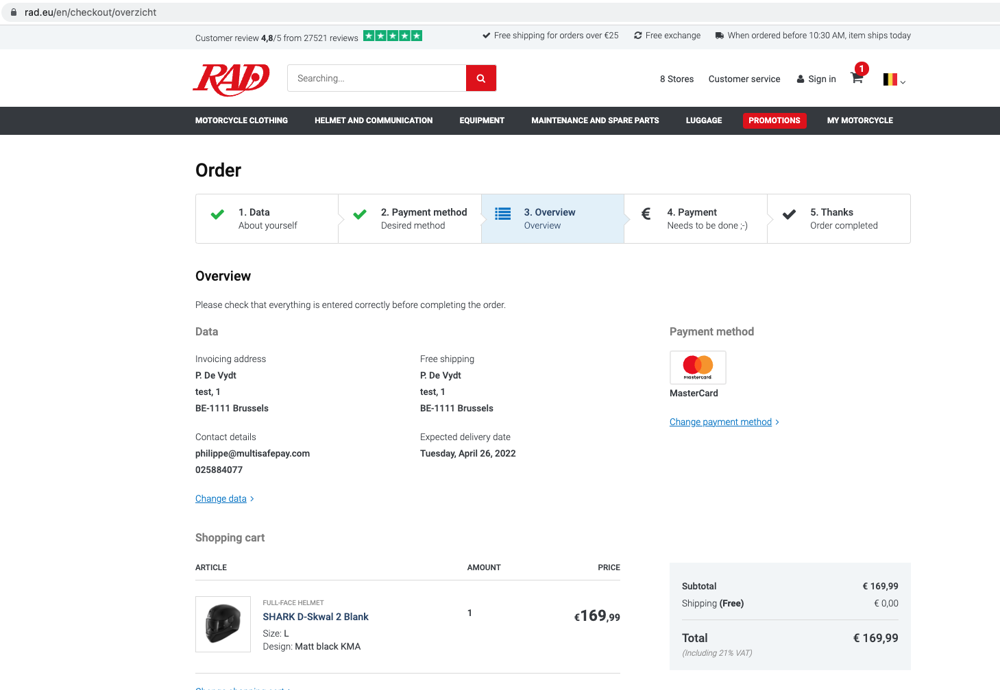 rad.eu/en/checkout/overzicht
Customer review 4,8/5 from 27521 reviews
Free shipping for orders over €25
Free exchange
When ordered before 10:30 AM, item ships today
RAD
Searching...
8 Stores
Customer service
Sign in
1
MOTORCYCLE CLOTHING
HELMET AND COMMUNICATION
EQUIPMENT
MAINTENANCE AND SPARE PARTS
LUGGAGE
PROMOTIONS
MY MOTORCYCLE
Order
1. Data
About yourself
2. Payment method
Desired method
3. Overview
Overview
€
4. Payment
Needs to be done ;-)
5. Thanks
Order completed
Overview
Please check that everything is entered correctly before completing the order.
Data
Invoicing address
P. De Vydt
test, 1
BE-1111 Brussels
Free shipping
P. De Vydt
test, 1
BE-1111 Brussels
Contact details
philippe@multisafepay.com
025884077
Expected delivery date
Tuesday, April 26, 2022
Change data
Payment method
mastercard
MasterCard
Change payment method
Shopping cart
ARTICLE
AMOUNT
PRICE
FULL-FACE HELMET
SHARK D-Skwal 2 Blank
Size: L
Design: Matt black KMA
1
€169,99
Subtotal
€ 169,99
Shipping (Free)
€ 0,00
Total
€ 169,99
(Including 21% VAT)